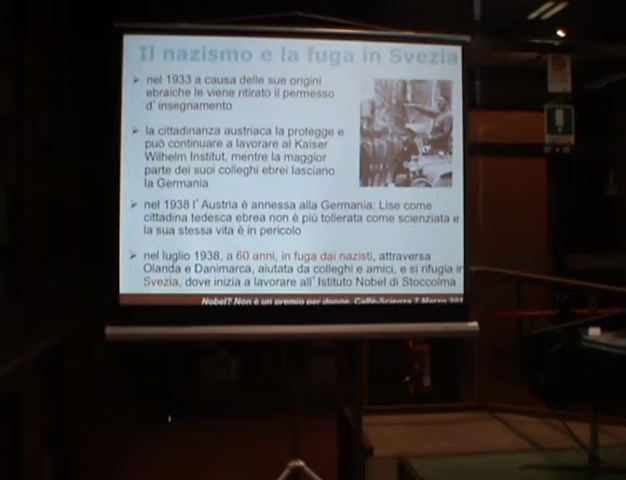 Il nazismo e la fuga in Svezia
nel 1933 a causa delle sue origini
ebraiche le viene ritirato il permesso
d'insegnamento
la cittadinanza austriaca la protegge e
può continuare a lavorare al Kaiser
Wilhelm Institut, mentre la maggior
parte dei suoi colleghi ebrei lasciano
la Germania
nel 1938 l'Austria è annessa alla Germania: Lise come
cittadina tedesca ebrea non è più tollerata come scienziata e
la sua stessa vita è in pericolo
nel luglio 1938, a 60 anni, in fuga dai nazisti, attraversa
Olanda e Danimarca, aiutata da colleghi e amici, e si rifugia in
Svezia, dove inizia a lavorare all'Istituto Nobel di Stoccolma
Nobel? Non è un premio per donne. Caffè-Scienza 7 Marzo 201